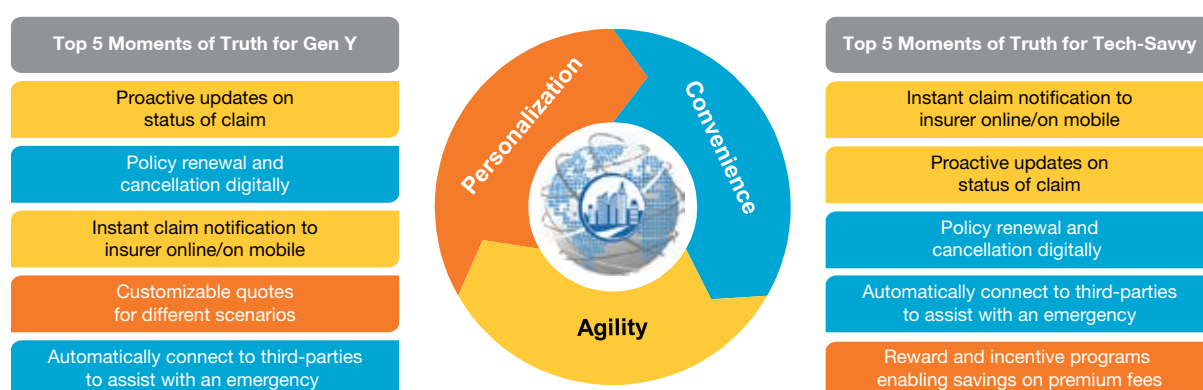 Top 5 Moments of Truth for Gen Y
Proactive updates on
status of claim
Policy renewal and
cancellation digitally
Instant claim notification to
insurer online/on mobile
Customizable quotes
for different scenarios
Automatically connect to third-parties
to assist with an emergency
Personalization
Convenience
Agility
Top 5 Moments of Truth for Tech-Savvy
Instant claim notification to
insurer online/on mobile
Proactive updates on
status of claim
Policy renewal and
cancellation digitally
Automatically connect to third-parties
to assist with an emergency
Reward and incentive programs
enabling savings on premium fees